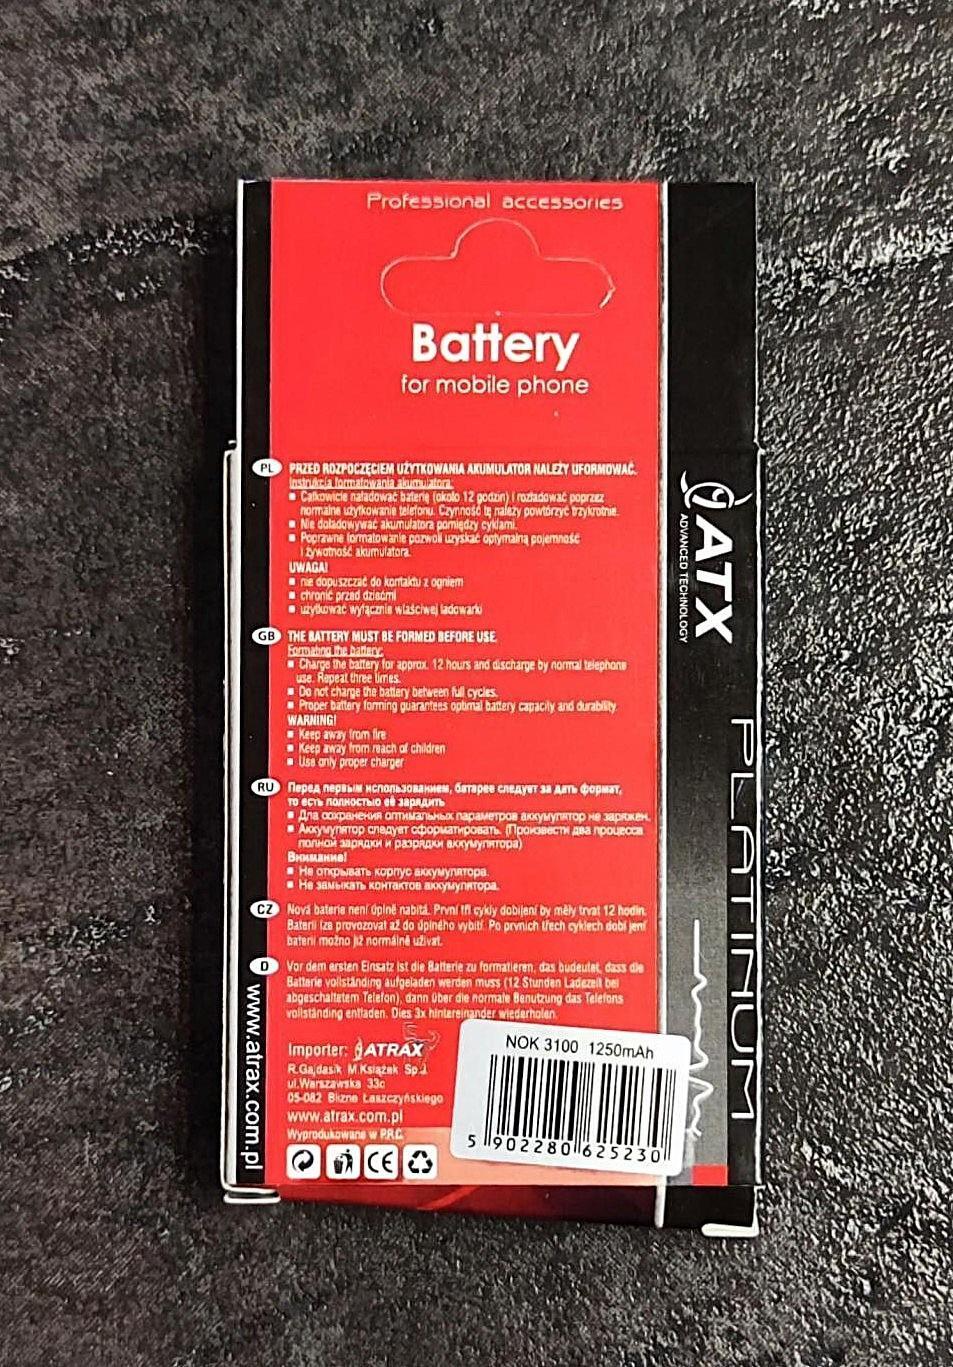 Professional accessories
Battery
for mobile phone
PL
PRZED ROZPOCZĘCIEM UŻYTKOWANIA AKUMULATOR NALEŻY UFORMOWAĆ.
Instrukcja formatowania akumulatora:
▪ Całkowicie naładować baterię (około 12 godzin) i rozładować poprzez
normalne użytkowanie telefonu. Czynność tę należy powtórzyć trzykrotnie.
▪ Nie doładowywać akumulatora pomiędzy cyklami.
▪ Poprawne formatowanie pozwoli uzyskać optymalną pojemność
i żywotność akumulatora.
UWAGA!
▪ nie dopuszczać do kontaktu z ogniem
▪ chronić przed dziećmi
▪ użytkować wyłącznie właściwej ładowarki
GB
THE BATTERY MUST BE FORMED BEFORE USE.
Formating the battery:
▪ Charge the battery for approx. 12 hours and discharge by normal telephone
use. Repeat three times.
▪ Do not charge the battery between full cycles.
▪ Proper battery forming guarantees optimal battery capacity and durability
WARNING!
▪ Keep away from fire
▪ Keep away from reach of children
▪ Use only proper charger
RU
Перед первым использованием, батарее следует за дать формат,
то есть полностью её зарядить
▪ Для сохранения оптимальных параметров аккумулятор не заряжен.
▪ Аккумулятор следует сформатировать. (Произвести два процесса
полной зарядки и разрядки аккумулятора)
Внимание!
▪ Не открывать корпус аккумулятора.
▪ Не замыкать контактов аккумулятора.
CZ
Nová baterie není úplně nabitá. První tři cykly dobíjení by měly trvat 12 hodin.
Baterii lze provozovat až do úplného vybití. Po prvních třech cyklech dobí jení
baterii možno již normálně užívat.
D
Vor dem ersten Einsatz ist die Batterie zu formatieren, das budeutet, dass die
Batterie vollständing aufgeladen werden muss (12 Stunden Ladezeit bei
abgeschaltetem Telefon), dann über die normale Benutzung das Telefons
vollständing entladen. Dies 3x hintereinander wiederholen.
Importer: ATRAX
R.Gajdasik M.Książek Sp.J.
ul.Warszawska 33c
05-082 Blizne Łaszczyńskiego
www.atrax.com.pl
Wyprodukowane w P.R.C.
CE
NOK 3100 1250mAh
5 902280 625230
www.atrax.com.pl
ATX
ADVANCED TECHNOLOGY
PLATINUM